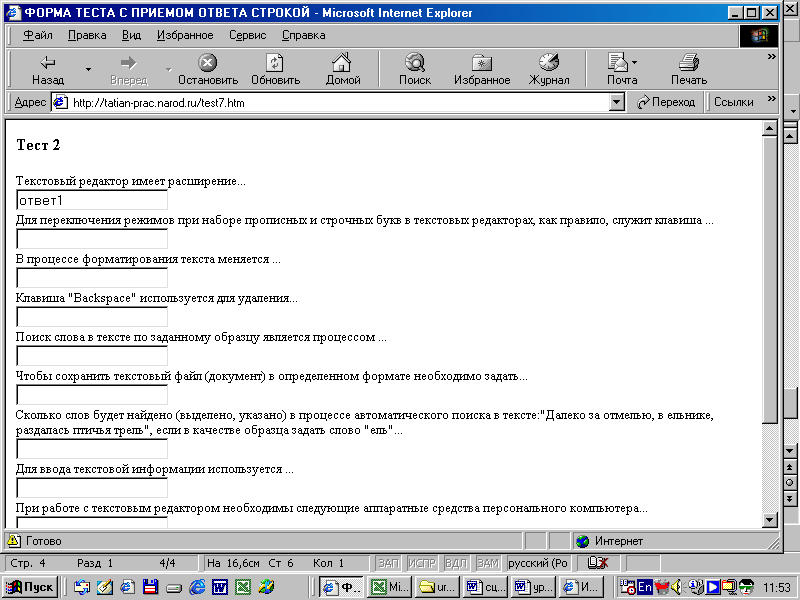 ФОРМА ТЕСТА С ПРИЕМОМ ОТВЕТА СТРОКОЙ - Microsoft Internet Explorer
Файл Правка Вид Избранное Сервис Справка
Назад Вперед Остановить Обновить Домой Поиск Избранное Журнал Почта Печать »
Адрес http://tatian-prac.narod.ru/test7.htm Переход Ссылки »
Тест 2
Текстовый редактор имеет расширение...
ответ1
Для переключения режимов при наборе прописных и строчных букв в текстовых редакторах, как правило, служит клавиша ...
В процессе форматирования текста меняется ...
Клавиша "Backspace" используется для удаления...
Поиск слова в тексте по заданному образцу является процессом ...
Чтобы сохранить текстовый файл (документ) в определенном формате необходимо задать...
Сколько слов будет найдено (выделено, указано) в процессе автоматического поиска в тексте:"Далеко за отмелью, в ельнике,
раздалась птичья трель", если в качестве образца задать слово "ель"...
Для ввода текстовой информации используется ...
При работе с текстовым редактором необходимы следующие аппаратные средства персонального компьютера...
Готово Интернет
Стр. 4 Разд 1 4/4 На 16,6см Ст 6 Кол 1 ЗАП ИСПР ВДЛ ЗАМ русский (Ро
Пуск Ф.. Mi... ur... сц... ур... И... En 11:53